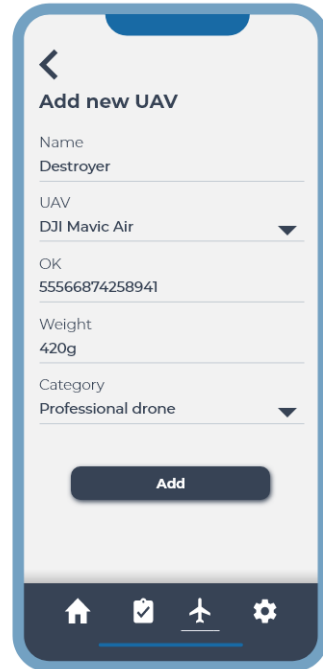 Add new UAV
Name
Destroyer
UAV
DJI Mavic Air
OK
55566874258941
Weight
420g
Category
Professional drone
Add